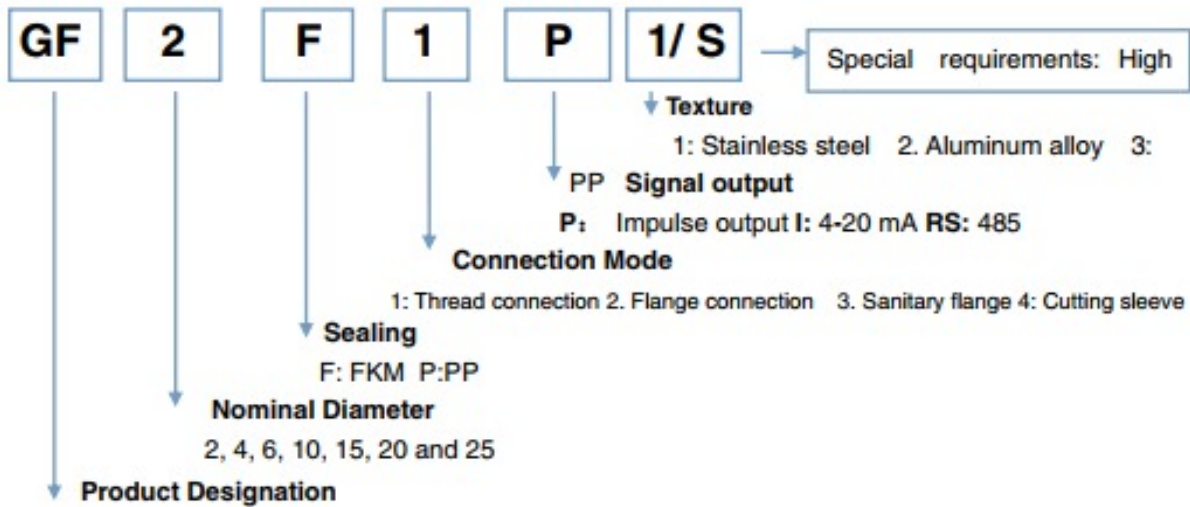 GF 2 F 1 P 1/ S
Special requirements: High
Texture
1: Stainless steel 2. Aluminum alloy 3:
PP Signal output
P: Impulse output I: 4-20 mA RS: 485
Connection Mode
1: Thread connection 2. Flange connection 3. Sanitary flange 4: Cutting sleeve
Sealing
F: FKM P:PP
Nominal Diameter
2, 4, 6, 10, 15, 20 and 25
Product Designation